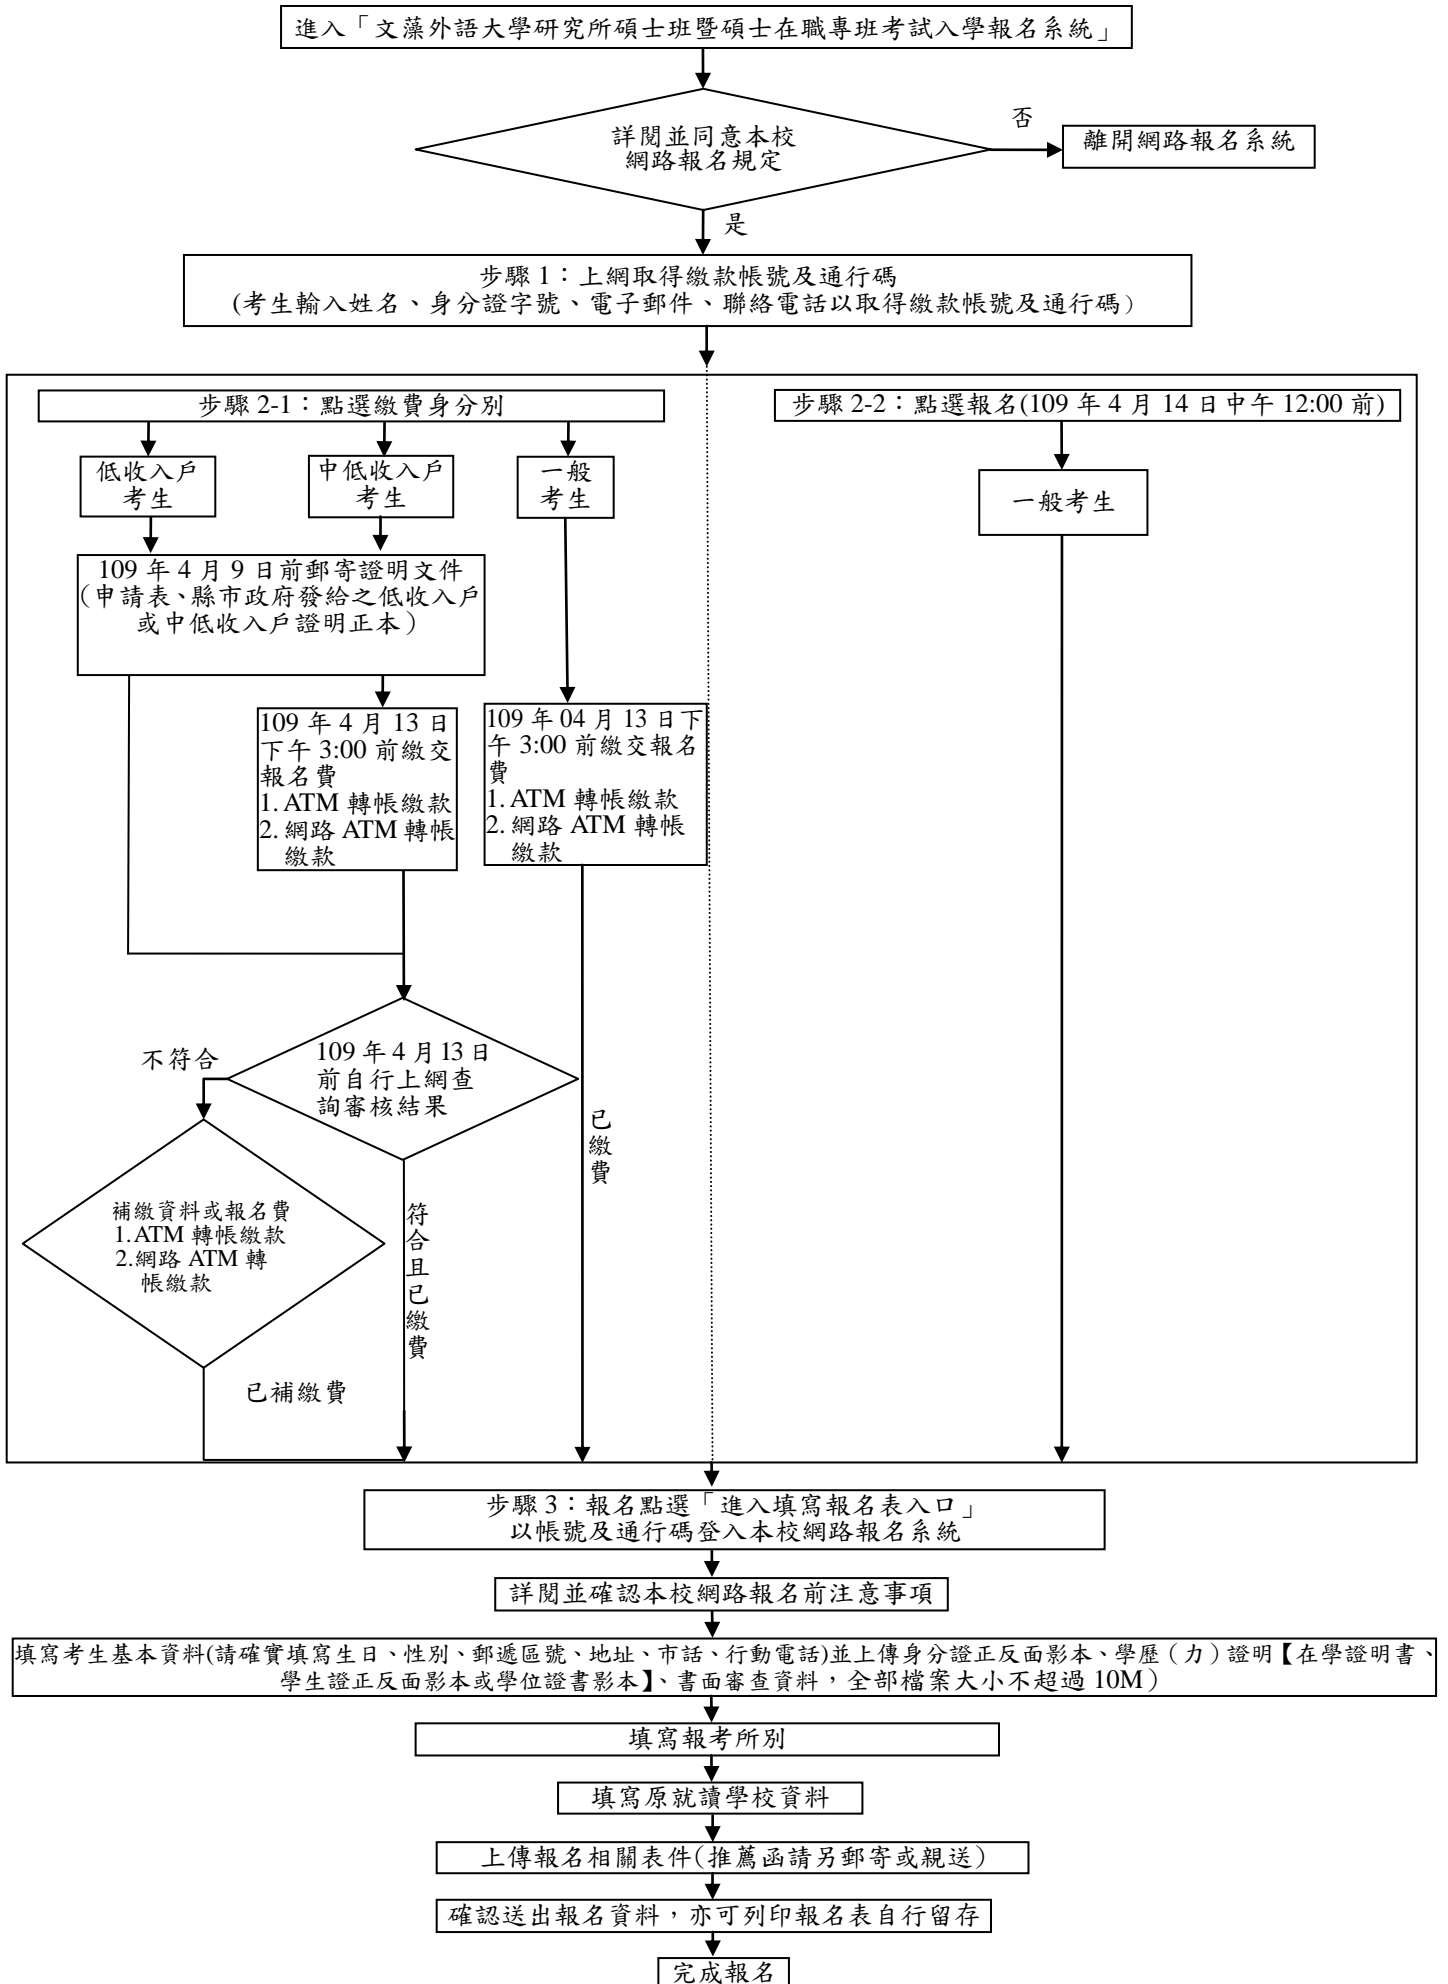 進入「文藻外語大學研究所碩士班暨碩士在職專班考試入學報名系統」
詳閱並同意本校
網路報名規定
否
離開網路報名系統
是
步驟 1：上網取得繳款帳號及通行碼
(考生輸入姓名、身分證字號、電子郵件、聯絡電話以取得繳款帳號及通行碼）
步驟 2-1：點選繳費身分別
低收入戶
考生
中低收入戶
考生
一般
考生
109 年 4 月 9 日前郵寄證明文件
（申請表、縣市政府發給之低收入戶
或中低收入戶證明正本）
109 年 4 月 13 日
下午 3:00 前繳交
報名費
1. ATM 轉帳繳款
2. 網路 ATM 轉帳
繳款
109 年 04 月 13 日下
午 3:00 前繳交報名
費
1. ATM 轉帳繳款
2. 網路 ATM 轉帳
繳款
109 年 4 月 13 日
前自行上網查
詢審核結果
不符合
補繳資料或報名費
1.ATM 轉帳繳款
2.網路 ATM 轉
帳繳款
已補繳費
符
合
且
已
繳
費
已
繳
費
步驟 2-2：點選報名(109 年 4 月 14 日中午 12:00 前)
一般考生
步驟 3：報名點選「進入填寫報名表入口」
以帳號及通行碼登入本校網路報名系統
詳閱並確認本校網路報名前注意事項
填寫考生基本資料(請確實填寫生日、性別、郵遞區號、地址、市話、行動電話)並上傳身分證正反面影本、學歷（力）證明【在學證明書、
學生證正反面影本或學位證書影本】、書面審查資料，全部檔案大小不超過 10M）
填寫報考所別
填寫原就讀學校資料
上傳報名相關表件(推薦函請另郵寄或親送）
確認送出報名資料，亦可列印報名表自行留存
完成報名